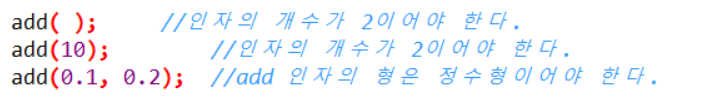 add( );      //인자의 개수가 2이어야 한다.
add(10);         //인자의 개수가 2이어야 한다.
add(0.1, 0.2);  //add 인자의 형은 정수형이어야 한다.